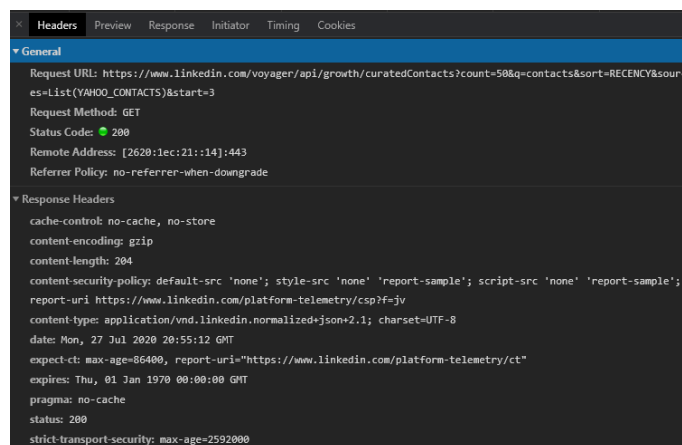 × Headers Preview Response Initiator Timing Cookies
▼ General
Request URL: https://www.linkedin.com/voyager/api/growth/curatedContacts?count=50&q=contacts&sort=RECENCY&sour
es=List(YAHOO_CONTACTS)&start=3
Request Method: GET
Status Code: 200
Remote Address: [2620:1ec:21::14]:443
Referrer Policy: no-referrer-when-downgrade
▼ Response Headers
cache-control: no-cache, no-store
content-encoding: gzip
content-length: 204
content-security-policy: default-src 'none'; style-src 'none' 'report-sample'; script-src 'none' 'report-sample';
report-uri https://www.linkedin.com/platform-telemetry/csp?f=jv
content-type: application/vnd.linkedin.normalized+json+2.1; charset=UTF-8
date: Mon, 27 Jul 2020 20:55:12 GMT
expect-ct: max-age=86400, report-uri="https://www.linkedin.com/platform-telemetry/ct"
expires: Thu, 01 Jan 1970 00:00:00 GMT
pragma: no-cache
status: 200
strict-transport-security: max-age=2592000